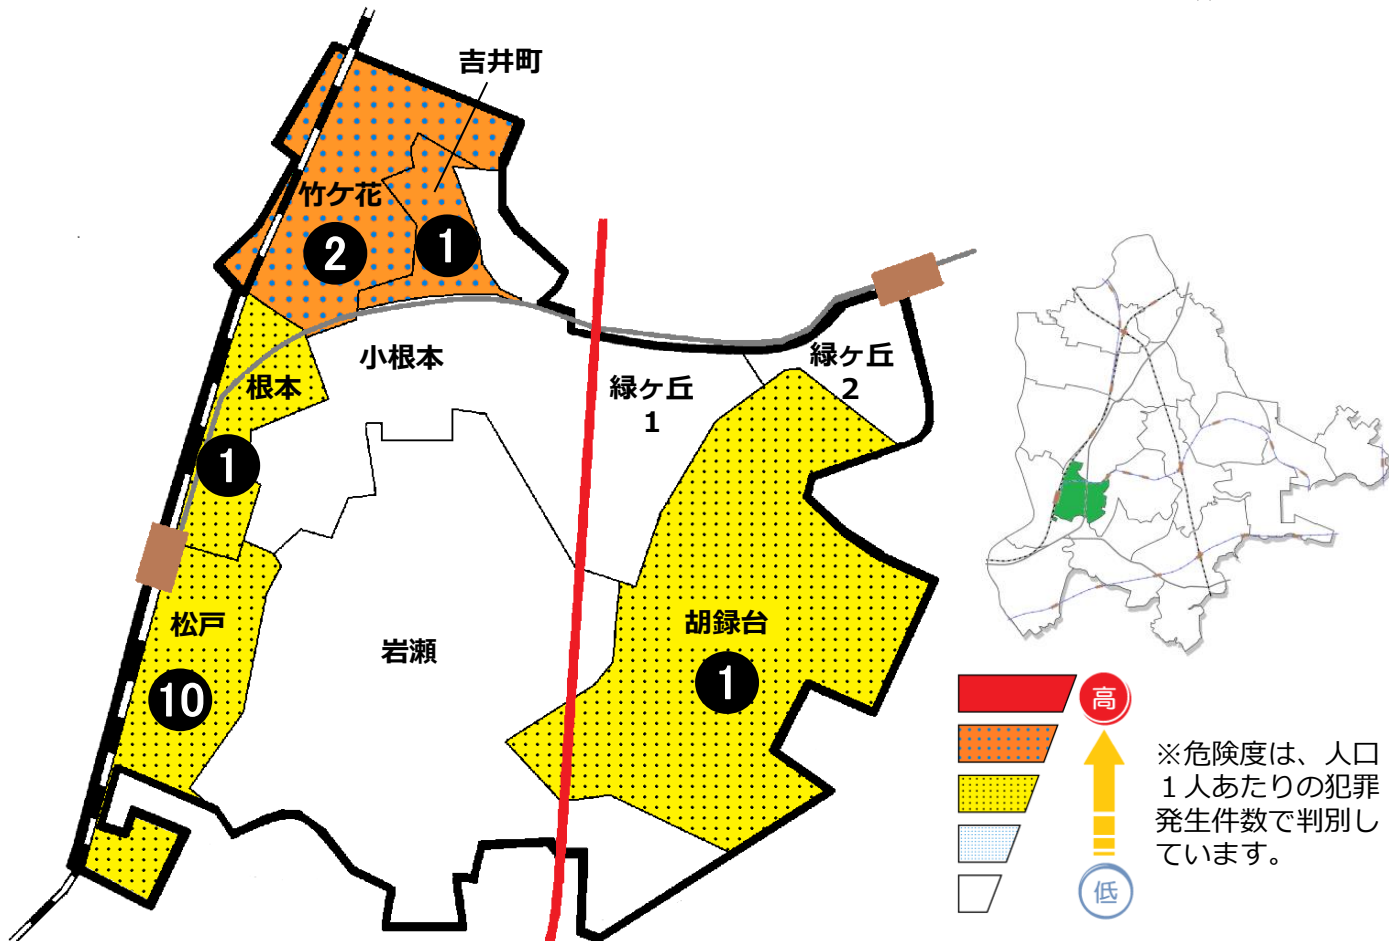 吉井町
竹ケ花
2
1
小根本
根本
緑ヶ丘
1
緑ヶ丘
2
1
松戸
10
岩瀬
胡録台
1
高
低
※危険度は、人口
１人あたりの犯罪
発生件数で判別し
ています。